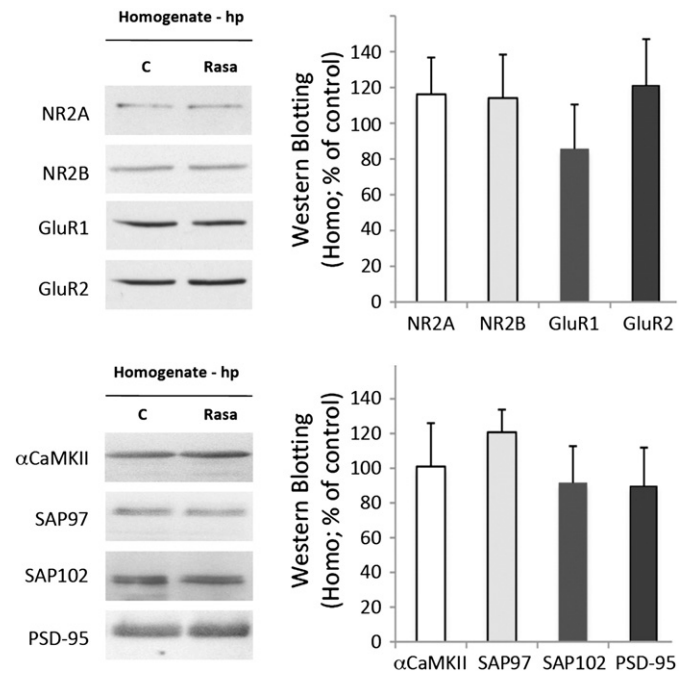 Homogenate - hp
C Rasa
NR2A
NR2B
GluR1
GluR2
Western Blotting
(Homo; % of control)
140
120
100
80
60
40
20
0
NR2A NR2B GluR1 GluR2
Homogenate - hp
C Rasa
αCaMKII
SAP97
SAP102
PSD-95
Western Blotting
(Homo; % of control)
140
120
100
80
60
40
20
0
αCaMKII SAP97 SAP102 PSD-95